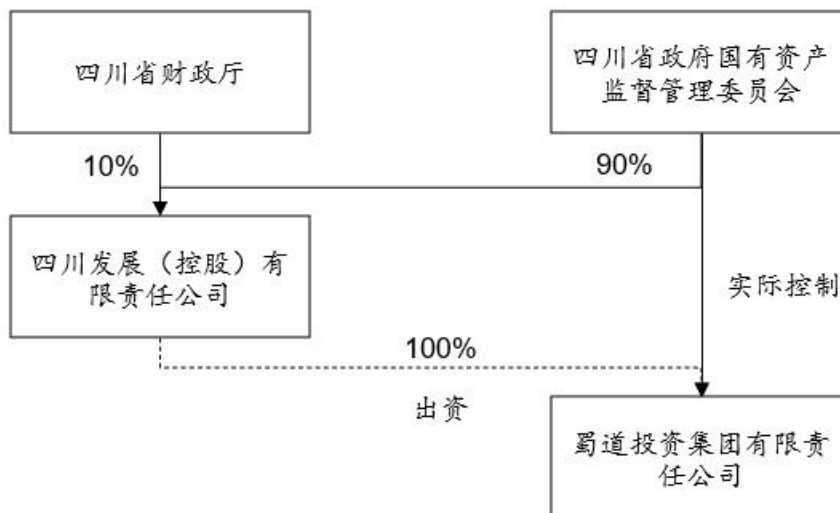 四川省财政厅
四川省政府国有资产
监督管理委员会
10%
90%
四川发展（控股）有
限责任公司
实际控制
100%
出资
蜀道投资集团有限责
任公司